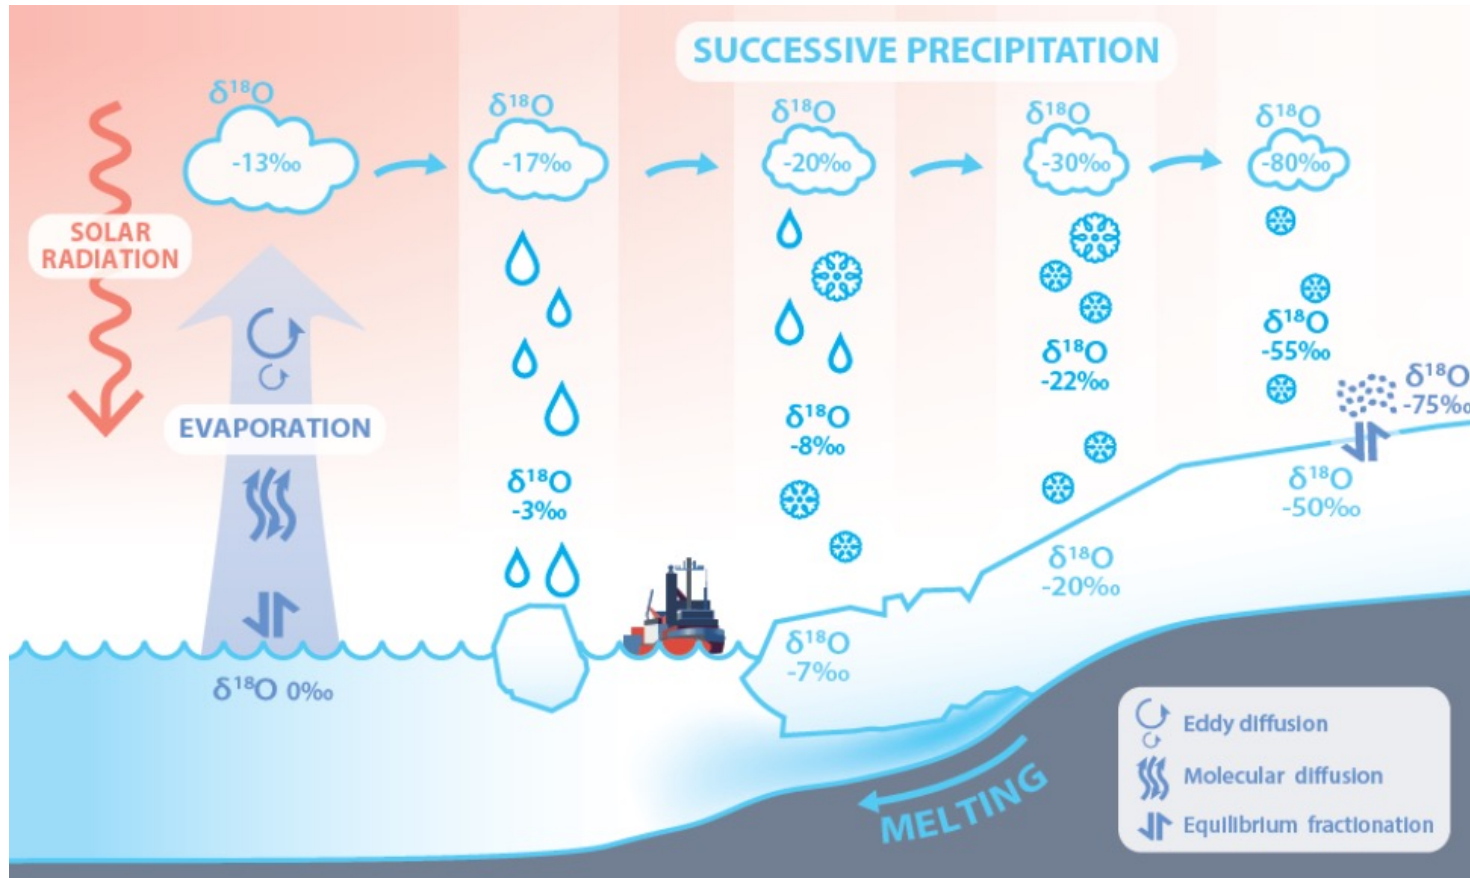 SUCCESSIVE PRECIPITATION
δ¹⁸O
-13‰
δ¹⁸O
-17‰
δ¹⁸O
-20‰
δ¹⁸O
-30‰
δ¹⁸O
-80‰
SOLAR
RADIATION
EVAPORATION
δ¹⁸O 0‰
δ¹⁸O
-3‰
δ¹⁸O
-8‰
δ¹⁸O
-22‰
δ¹⁸O
-55‰
δ¹⁸O
-75‰
δ¹⁸O
-50‰
δ¹⁸O
-20‰
δ¹⁸O
-7‰
MELTING
Eddy diffusion
Molecular diffusion
Equilibrium fractionation